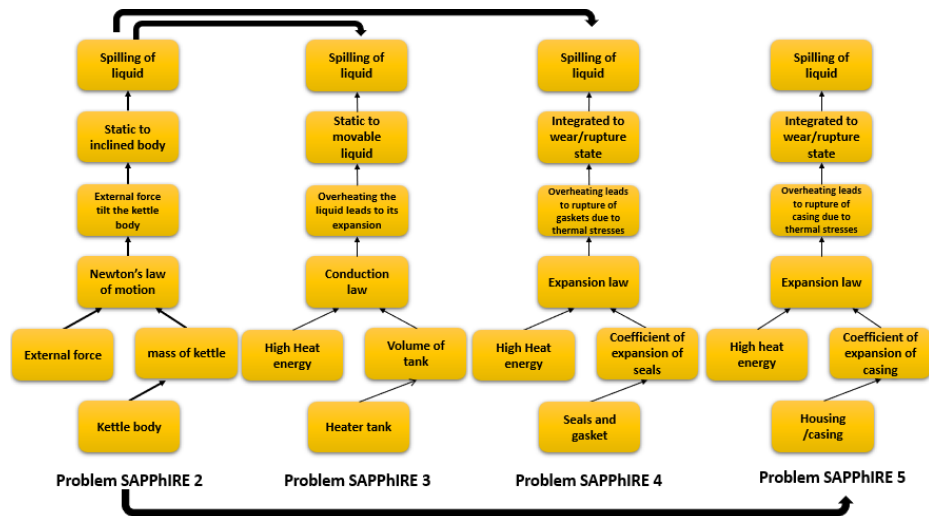 Spilling of
liquid
Static to
inclined body
External force
tilt the kettle
body
Newton's law
of motion
External force
mass of kettle
Kettle body
Problem SAPPhIRE 2
Spilling of
liquid
Static to
movable
liquid
Overheating the
liquid leads to its
expansion
Conduction
law
High Heat
energy
Volume of
tank
Heater tank
Problem SAPPhIRE 3
Spilling of
liquid
Integrated to
wear/rupture
state
Overheating leads
to rupture of
gaskets due to
thermal stresses
Expansion law
High Heat
energy
Coefficient of
expansion of
seals
Seals and
gasket
Problem SAPPhIRE 4
Spilling of
liquid
Integrated to
wear/rupture
state
Overheating leads
to rupture of
casing due to
thermal stresses
Expansion law
High heat
energy
Coefficient of
expansion of
casing
Housing
/casing
Problem SAPPhIRE 5